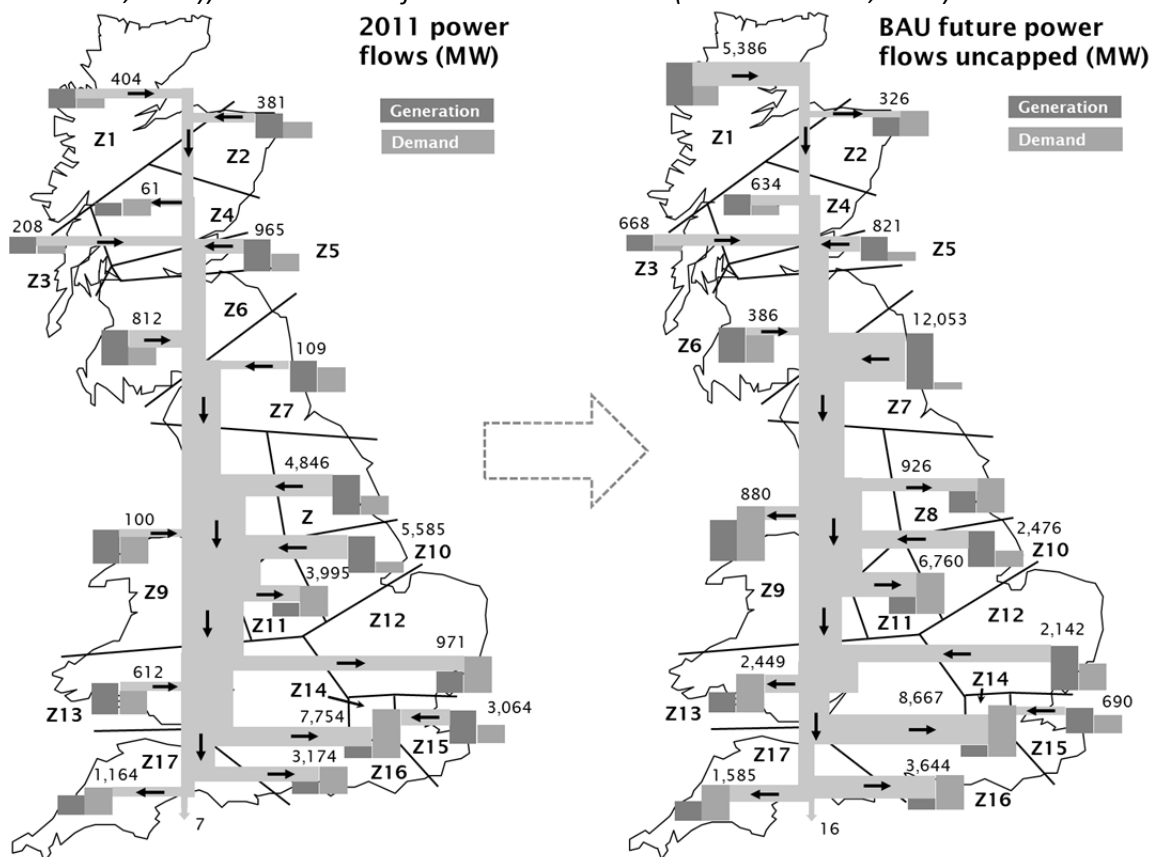 2011 power
flows (MW)
Generation
Demand
404
381
Z1
Z2
61
Z4
208
965
Z5
Z3
Z6
812
109
Z7
4,846
Z
100
5,585
Z10
3,995
Z9
Z11
Z12
971
612
Z14
Z13
7,754
3,064
Z15
Z17
3,174
Z16
1,164
7
BAU future power
flows uncapped (MW)
Generation
Demand
5,386
326
Z1
Z2
634
Z4
668
821
Z5
Z3
386
12,053
Z6
Z7
926
880
Z8
2,476
Z10
6,760
Z9
Z11
Z12
2,142
2,449
Z14
Z13
8,667
690
Z15
Z17
3,644
1,585
Z16
16